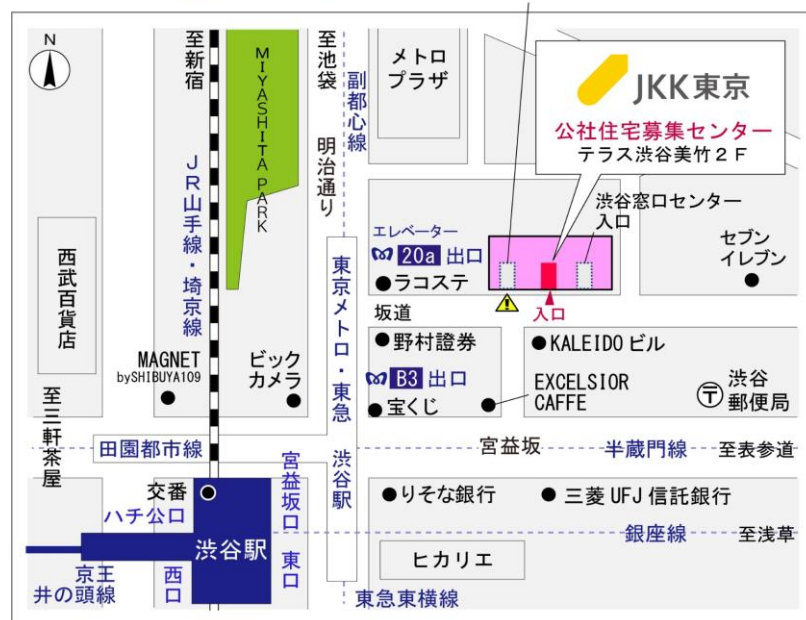 N
至新宿
JR山手線・埼京線
MIYASHITA PARK
至池袋
明治通り
副都心線
メトロ
プラザ
JKK東京
公社住宅募集センター
テラス渋谷美竹2F
渋谷窓口センター
入口
エレベーター
20a 出口
ラコステ
入口
セブン
イレブン
西武百貨店
東京メトロ・東急 渋谷駅
坂道
野村證券
KALEIDO ビル
MAGNET
bySHIBUYA109
ビック
カメラ
B3 出口
宝くじ
EXCELSIOR
CAFFE
渋谷
郵便局
至三軒茶屋
田園都市線
宮益坂
半蔵門線
至表参道
交番
ハチ公口
宮益坂口
りそな銀行
三菱UFJ信託銀行
渋谷駅
銀座線
至浅草
京王
井の頭線
西口
東口
ヒカリエ
東急東横線